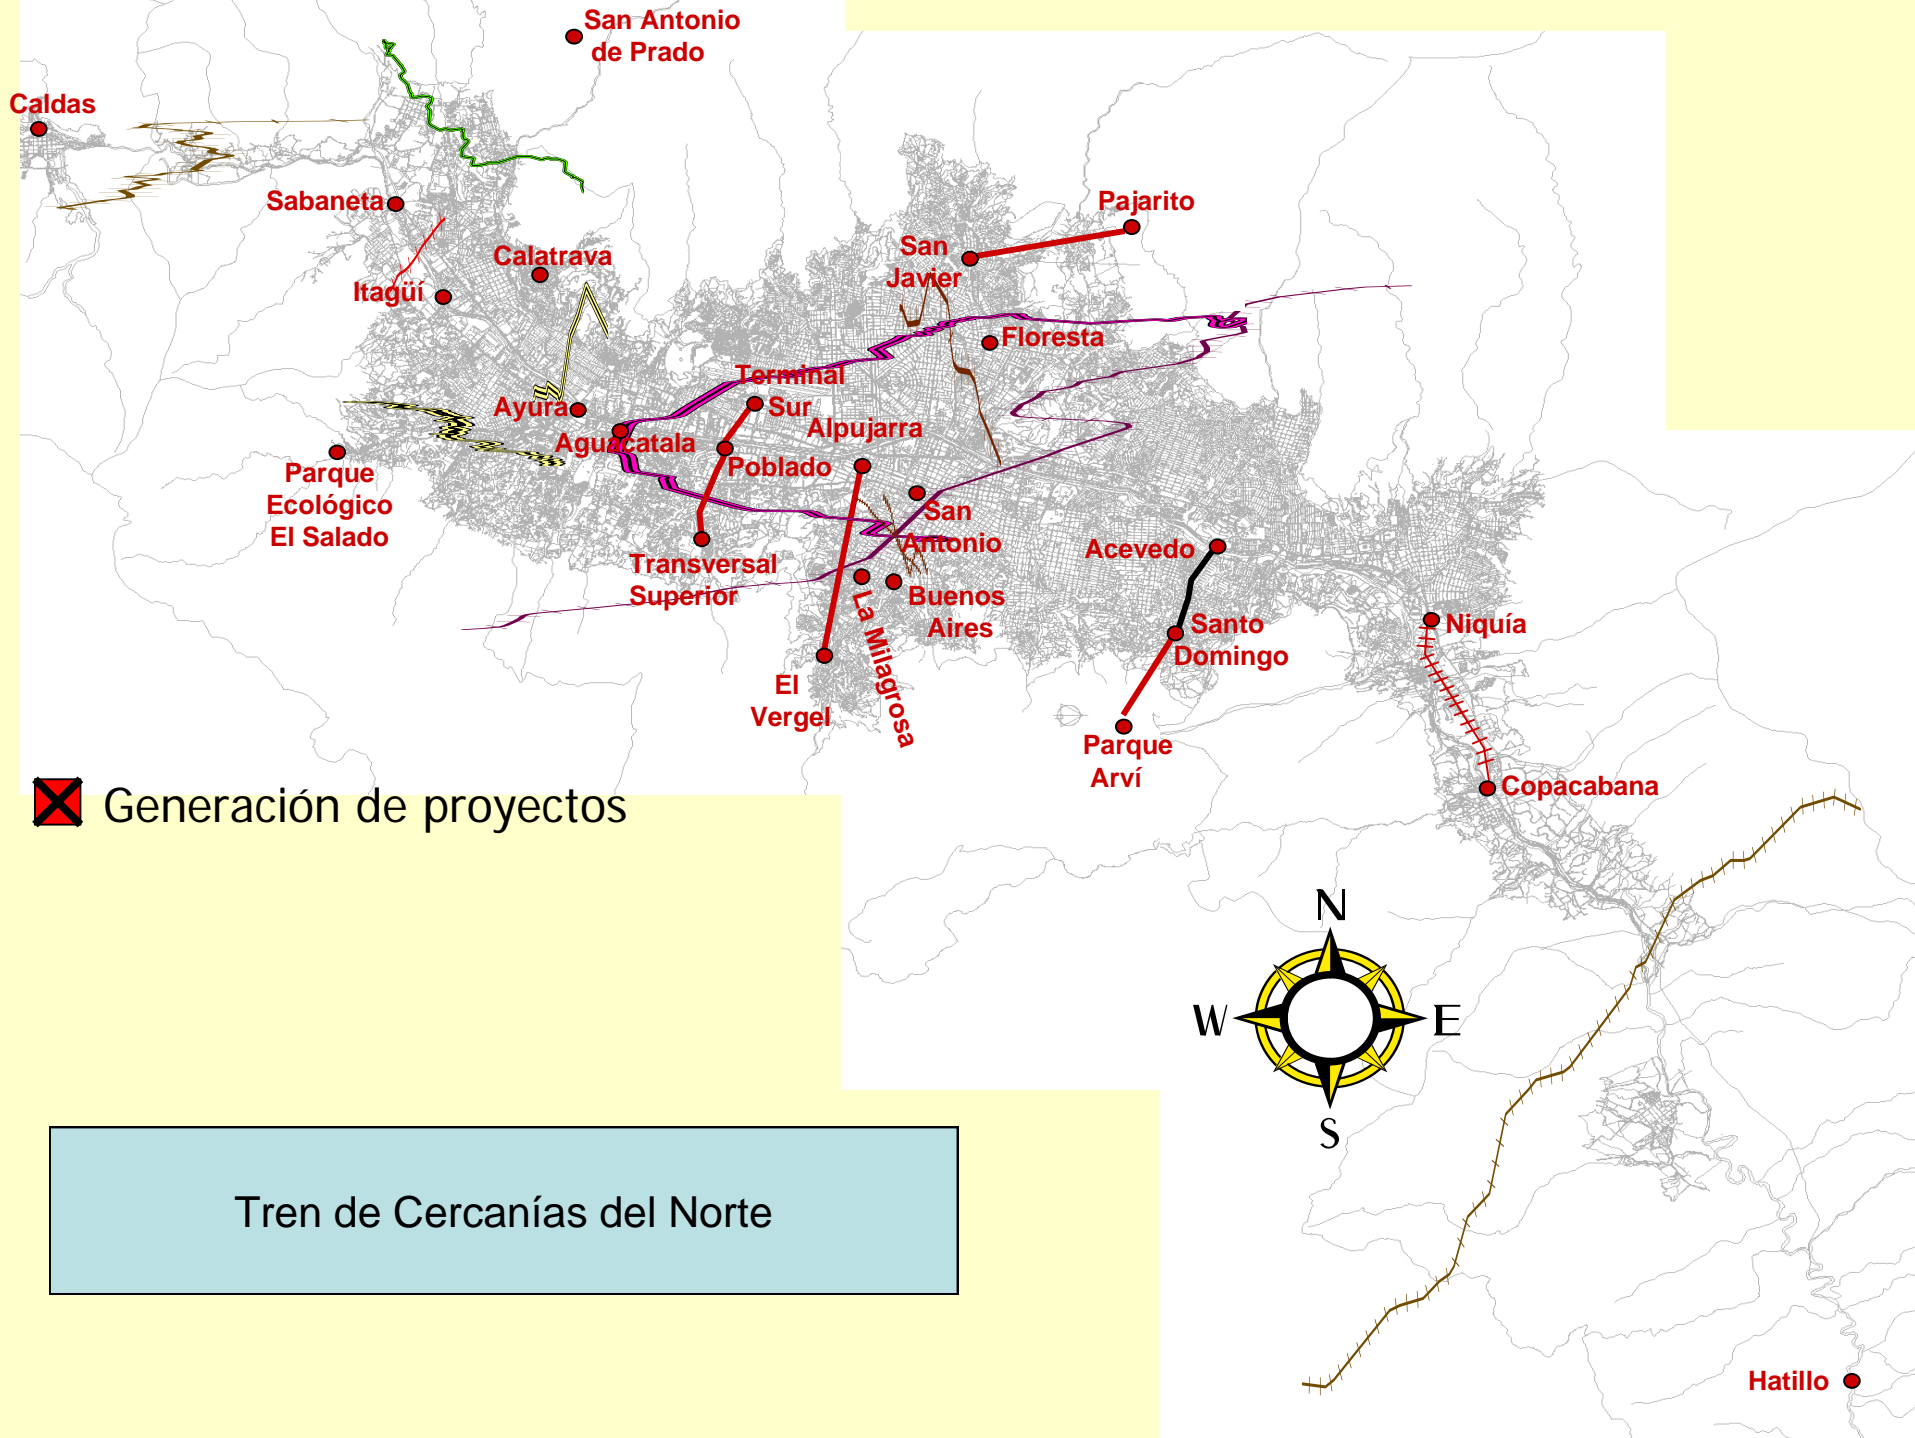 San Antonio
de Prado
Caldas
Sabaneta
Pajarito
San
Javier
Calatrava
Itagüí
Floresta
Terminal
Sur
Ayurá
Alpujarra
Aguacatala
Poblado
Parque
Ecológico
El Salado
San
Antonio
Transversal
Superior
Acevedo
Buenos
Aires
La Milagrosa
Santo
Domingo
Niquía
El
Vergel
Parque
Arví
Copacabana
Generación de proyectos
N
W
E
S
Tren de Cercanías del Norte
Hatillo